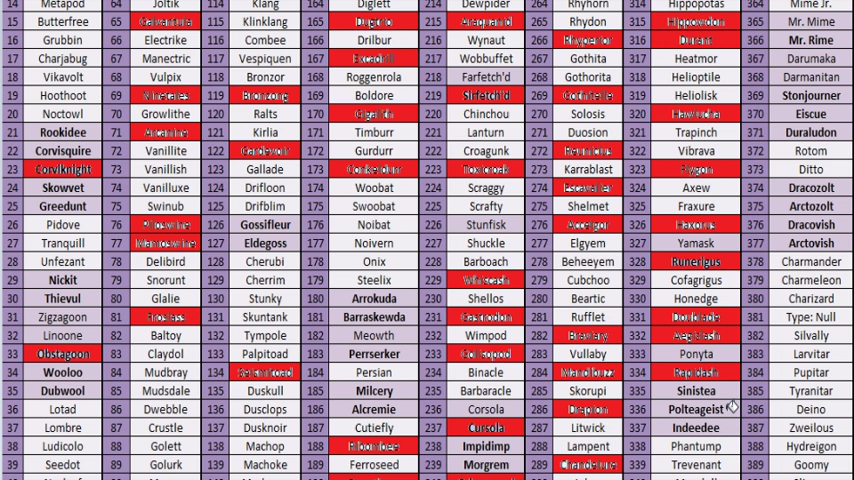 14 Metapod 64 Joltik 114 Klang 164 Diglett 214 Dewpider 264 Rhyhorn 314 Hippopotas 364 Mime Jr.
15 Butterfree 65 Galvantula 115 Klinklang 165 Dugtrio 215 Araquanid 265 Rhydon 315 Hippowdon 365 Mr. Mime
16 Grubbin 66 Electrike 116 Combee 166 Drilbur 216 Wynaut 266 Rhyperior 316 Durant 366 Mr. Rime
17 Charjabug 67 Manectric 117 Vespiquen 167 Excadrill 217 Wobbuffet 267 Gothita 317 Heatmor 367 Darumaka
18 Vikavolt 68 Vulpix 118 Bronzor 168 Roggenrola 218 Farfetch'd 268 Gothorita 318 Helioptile 368 Darmanitan
19 Hoothoot 69 Ninetales 119 Bronzong 169 Boldore 219 Sirfetch'd 269 Gothitelle 319 Heliolisk 369 Stonjourner
20 Noctowl 70 Growlithe 120 Ralts 170 Gigalith 220 Chinchou 270 Solosis 320 Hawlucha 370 Eiscue
21 Rookidee 71 Arcanine 121 Kirlia 171 Timburr 221 Lanturn 271 Duosion 321 Trapinch 371 Duraludon
22 Corvisquire 72 Vanillite 122 Gardevoir 172 Gurdurr 222 Croagunk 272 Reuniclus 322 Vibrava 372 Rotom
23 Corviknight 73 Vanillish 123 Gallade 173 Conkeldurr 223 Toxicroak 273 Karrablast 323 Flygon 373 Ditto
24 Skowvet 74 Vanilluxe 124 Drifloon 174 Woobat 224 Scraggy 274 Escavalier 324 Axew 374 Dracozolt
25 Greedunt 75 Swinub 125 Drifblim 175 Swoobat 225 Scrafty 275 Shelmet 325 Fraxure 375 Arctozolt
26 Pidove 76 Piloswine 126 Gossifleur 176 Noibat 226 Stunfisk 276 Accelgor 326 Haxorus 376 Dracovish
27 Tranquill 77 Mamoswine 127 Eldegoss 177 Noivern 227 Shuckle 277 Elgyem 327 Yamask 377 Arctovish
28 Unfezant 78 Delibird 128 Cherubi 178 Onix 228 Barboach 278 Beheeyem 328 Runerigus 378 Charmander
29 Nickit 79 Snorunt 129 Cherrim 179 Steelix 229 Whiscash 279 Cubchoo 329 Cofagrigus 379 Charmeleon
30 Thievul 80 Glalie 130 Stunky 180 Arrokuda 230 Shellos 280 Beartic 330 Honedge 380 Charizard
31 Zigzagoon 81 Froslass 131 Skuntank 181 Barraskewda 231 Gastrodon 281 Rufflet 331 Doublade 381 Type: Null
32 Linoone 82 Baltoy 132 Tympole 182 Meowth 232 Wimpod 282 Braviary 332 Aegislash 382 Silvally
33 Obstagoon 83 Claydol 133 Palpitoad 183 Perrserker 233 Golisopod 283 Vullaby 333 Ponyta 383 Larvitar
34 Wooloo 84 Mudbray 134 Seismitoad 184 Persian 234 Binacle 284 Mandibuzz 334 Rapidash 384 Pupitar
35 Dubwool 85 Mudsdale 135 Duskull 185 Milcery 235 Barbaracle 285 Skorupi 335 Sinistea 385 Tyranitar
36 Lotad 86 Dwebble 136 Dusclops 186 Alcremie 236 Corsola 286 Drapion 336 Polteageist 386 Deino
37 Lombre 87 Crustle 137 Dusknoir 187 Cutiefly 237 Cursola 287 Litwick 337 Indeedee 387 Zweilous
38 Ludicolo 88 Golett 138 Machop 188 Ribombee 238 Impidimp 288 Lampent 338 Phantump 388 Hydreigon
39 Seedot 89 Golurk 139 Machoke 189 Ferroseed 239 Morgrem 289 Chandelure 339 Trevenant 389 Goomy